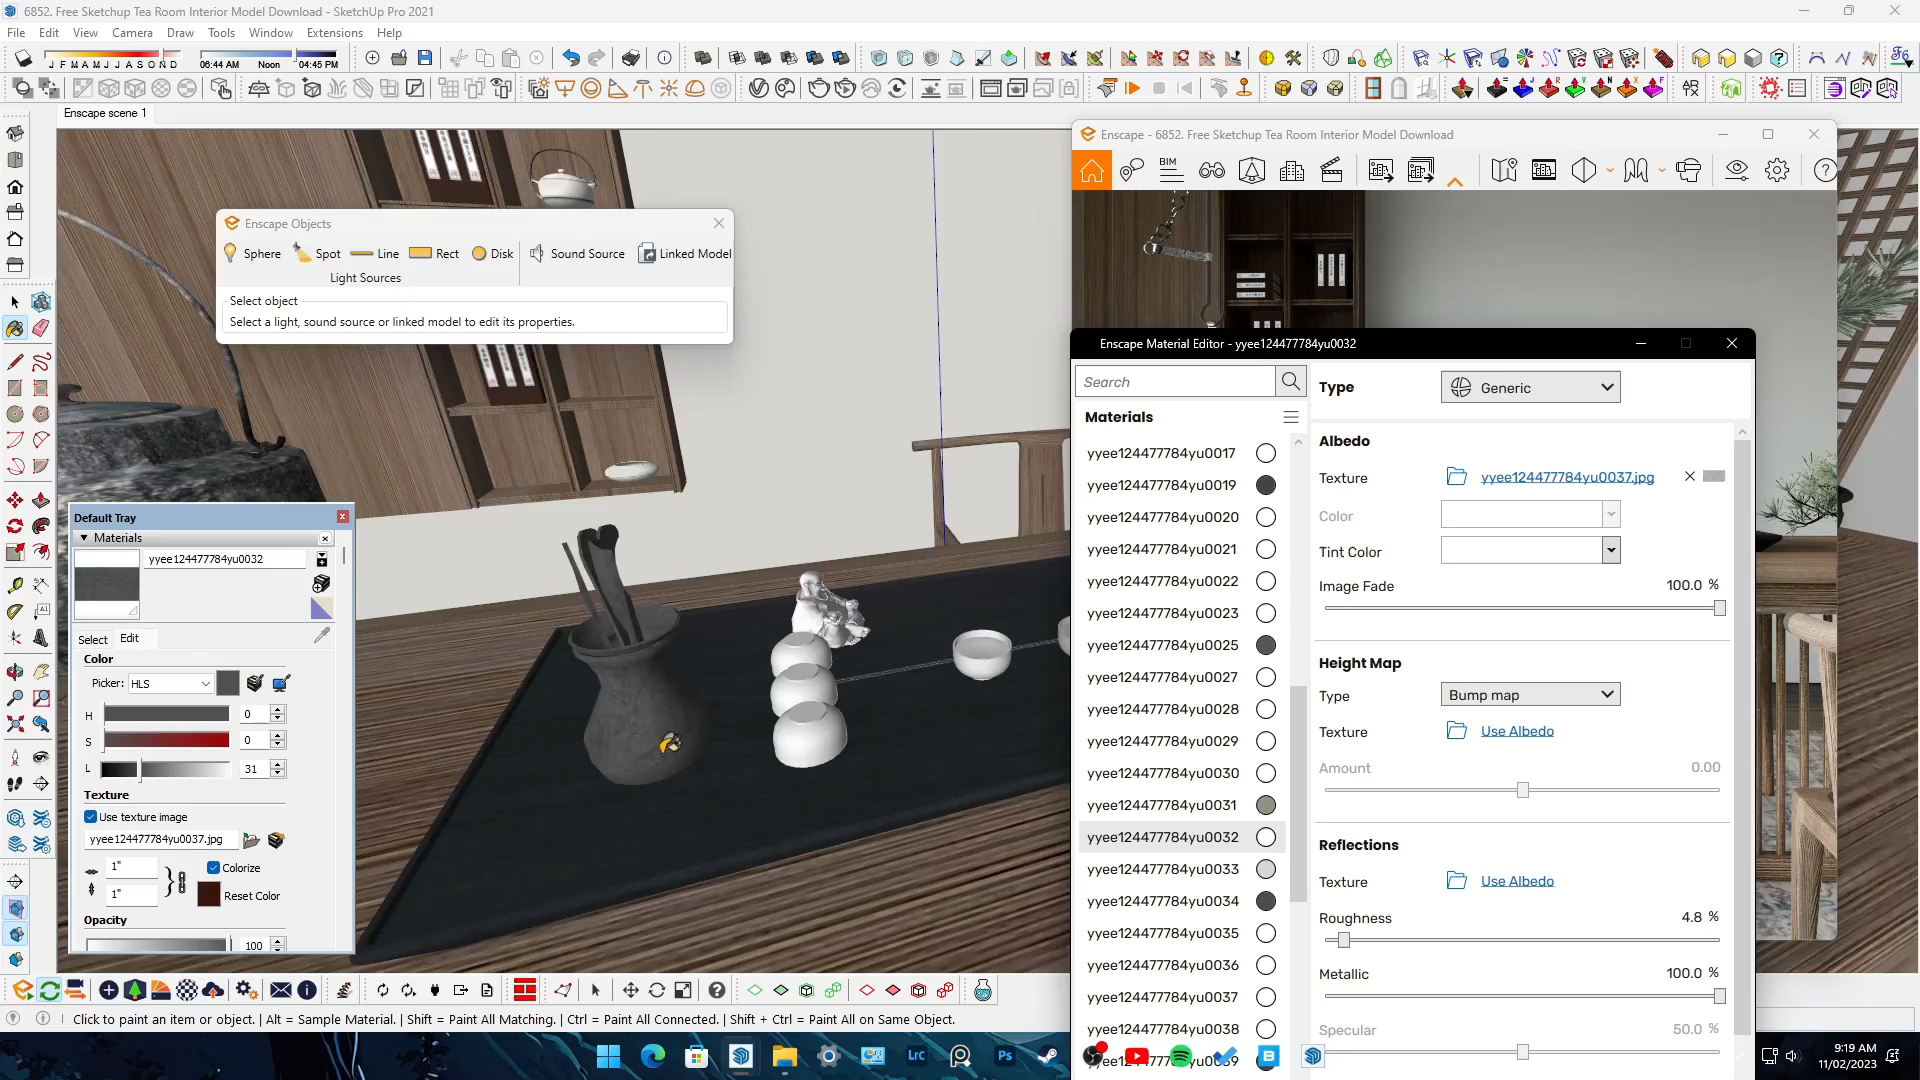 6852. Free Sketchup Tea Room Interior Model Download - SketchUp Pro 2021
File Edit View Camera Draw Tools Window Extensions Help
J F M A M J J A S O N D 06:44 AM Noon 04:45 PM
Enscape scene 1
Enscape - 6852. Free Sketchup Tea Room Interior Model Download
BIM
Enscape Objects
Sphere Spot Line Rect Disk Sound Source Linked Model
Light Sources
Select object
Select a light, sound source or linked model to edit its properties.
Enscape Material Editor - yyee124477784yu0032
Search
Type Generic
Materials
yyee124477784yu0017
yyee124477784yu0019
yyee124477784yu0020
yyee124477784yu0021
yyee124477784yu0022
yyee124477784yu0023
yyee124477784yu0025
yyee124477784yu0027
yyee124477784yu0028
yyee124477784yu0029
yyee124477784yu0030
yyee124477784yu0031
yyee124477784yu0032
yyee124477784yu0033
yyee124477784yu0034
yyee124477784yu0035
yyee124477784yu0036
yyee124477784yu0037
yyee124477784yu0038
Albedo
Texture yyee124477784yu0037.jpg
Color
Tint Color
Image Fade 100.0 %
Height Map
Type Bump map
Texture Use Albedo
Amount 0.00
Reflections
Texture Use Albedo
Roughness 4.8 %
Metallic 100.0 %
Specular 50.0 %
Default Tray
Materials
yyee124477784yu0032
Select Edit
Color
Picker: HLS
H 0
S 0
L 31
Texture
Use texture image
yyee124477784yu0037.jpg
1" Colorize
1" Reset Color
Opacity
100
Click to paint an item or object. | Alt = Sample Material. | Shift = Paint All Matching. | Ctrl = Paint All Connected. | Shift + Ctrl = Paint All on Same Object.
Lrc Ps
9:19 AM
11/02/2023